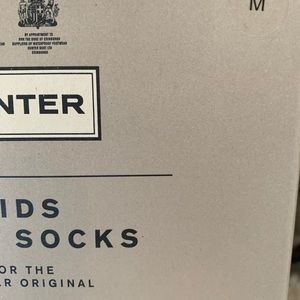 M
BY APPOINTMENT TO
AND THE DUKE OF EDINBURGH
SUPPLIERS OF WATERPROOF FOOTWEAR
HUNTER BOOT LTD
EDINBURGH
NTER
IDS
SOCKS
OR THE
R ORIGINAL